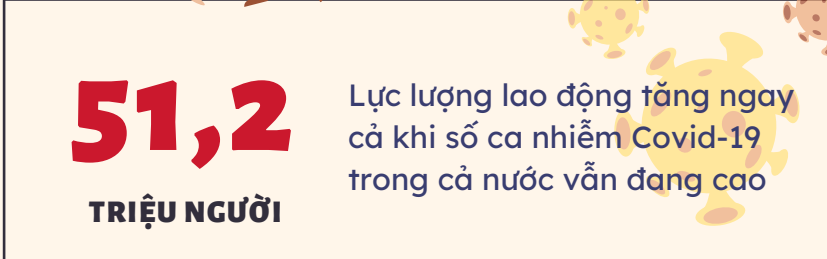 51,2
TRIỆU NGƯỜI
Lực lượng lao động tăng ngay
cả khi số ca nhiễm Covid-19
trong cả nước vẫn đang cao